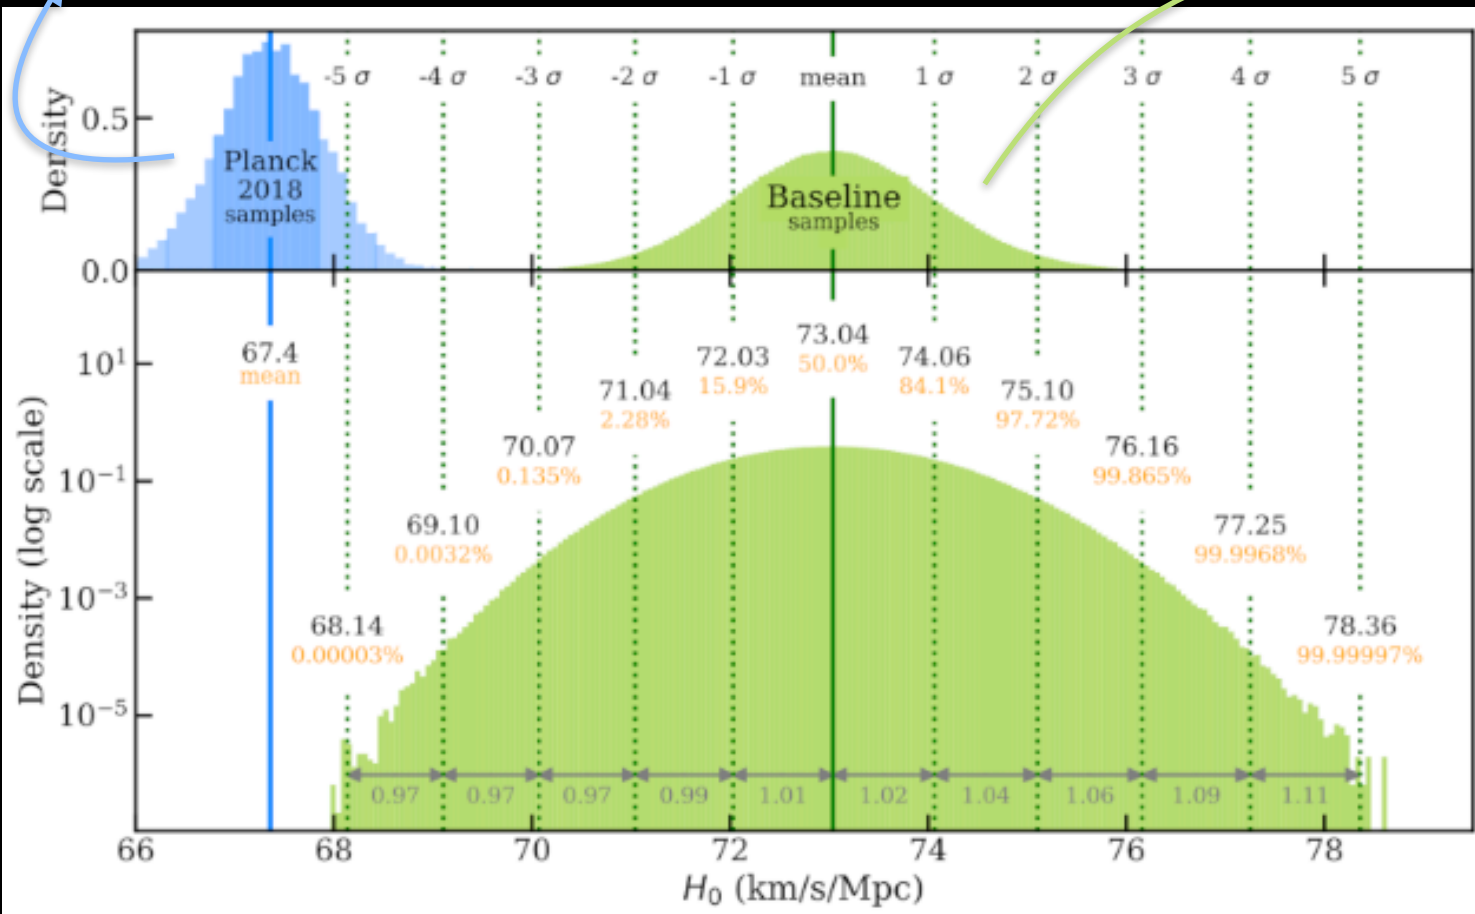 Density
0.5
0.0
-5 σ -4 σ -3 σ -2 σ -1 σ mean 1 σ 2 σ 3 σ 4 σ 5 σ
Planck
2018
samples
Baseline
samples
Density (log scale)
10¹
10⁻¹
10⁻³
10⁻⁵
67.4
mean
68.14
0.00003%
69.10
0.0032%
70.07
0.135%
71.04
2.28%
72.03
15.9%
73.04
50.0%
74.06
84.1%
75.10
97.72%
76.16
99.865%
77.25
99.9968%
78.36
99.99997%
0.97 0.97 0.97 0.99 1.01 1.02 1.04 1.06 1.09 1.11
66 68 70 72 74 76 78
H₀ (km/s/Mpc)